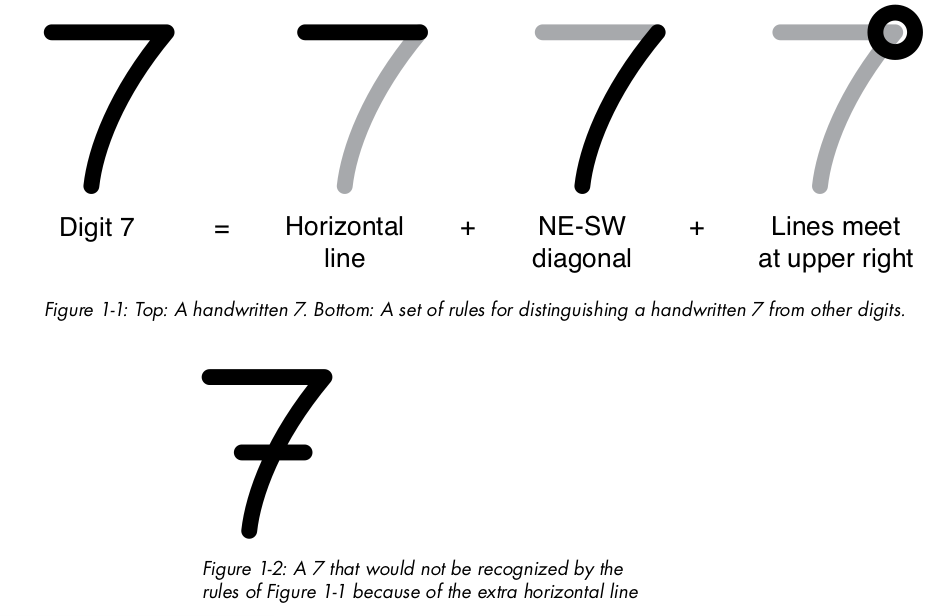 Digit 7 = Horizontal line + NE-SW diagonal + Lines meet at upper right
Figure 1-1: Top: A handwritten 7. Bottom: A set of rules for distinguishing a handwritten 7 from other digits.
Figure 1-2: A 7 that would not be recognized by the
rules of Figure 1-1 because of the extra horizontal line